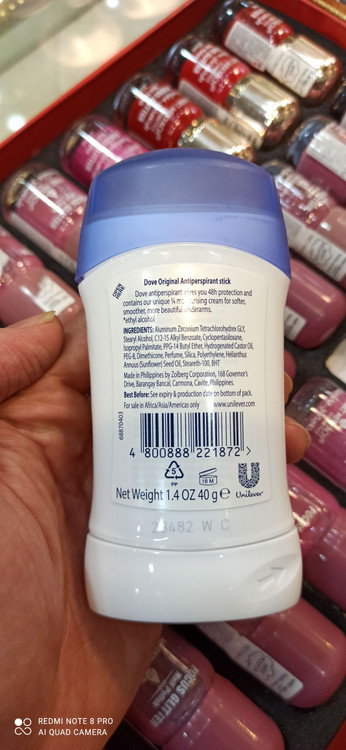 OPEN HERE
Dove Original Antiperspirant stick
Dove antiperspirant gives you 48h protection and
contains our unique ¼ moisturising cream for softer,
smoother, more beautiful underarms.
*ethyl alcohol
INGREDIENTS: Aluminum Zirconium Tetrachlorohydrex GLY,
Stearyl Alcohol, C12-15 Alkyl Benzoate, Cyclopentasiloxane,
Isopropyl Palmitate, PPG-14 Butyl Ether, Hydrogenated Castor Oil,
PEG-8, Dimethicone, Perfume, Silica, Polyethylene, Helianthus
Annuus (Sunflower) Seed Oil, Steareth-100, BHT
Made in Philippines by Zolberg Corporation, 168 Governor's
Drive, Barangay Bancal, Carmona, Cavite, Philippines.
Best Before: See expiry & production date on bottom of pack.
For sale in Africa/Asia/Americas only www.unilever.com
68870403
4 800888 221872 >
5
PP
18 M
Unilever
Net Weight 1.4 OZ 40 g e
482 W C
FOCUS GLITTER
REDMI NOTE 8 PRO
AI QUAD CAMERA